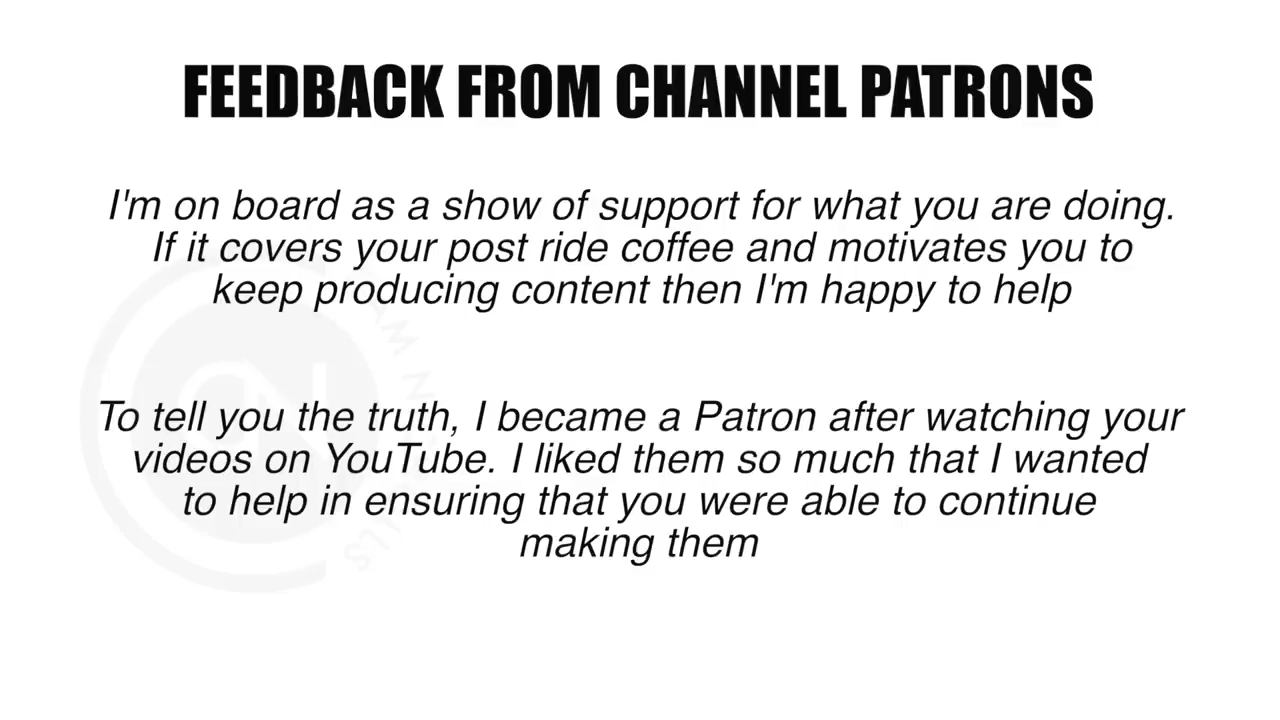 FEEDBACK FROM CHANNEL PATRONS
I'm on board as a show of support for what you are doing.
If it covers your post ride coffee and motivates you to
keep producing content then I'm happy to help
To tell you the truth, I became a Patron after watching your
videos on YouTube. I liked them so much that I wanted
to help in ensuring that you were able to continue
making them